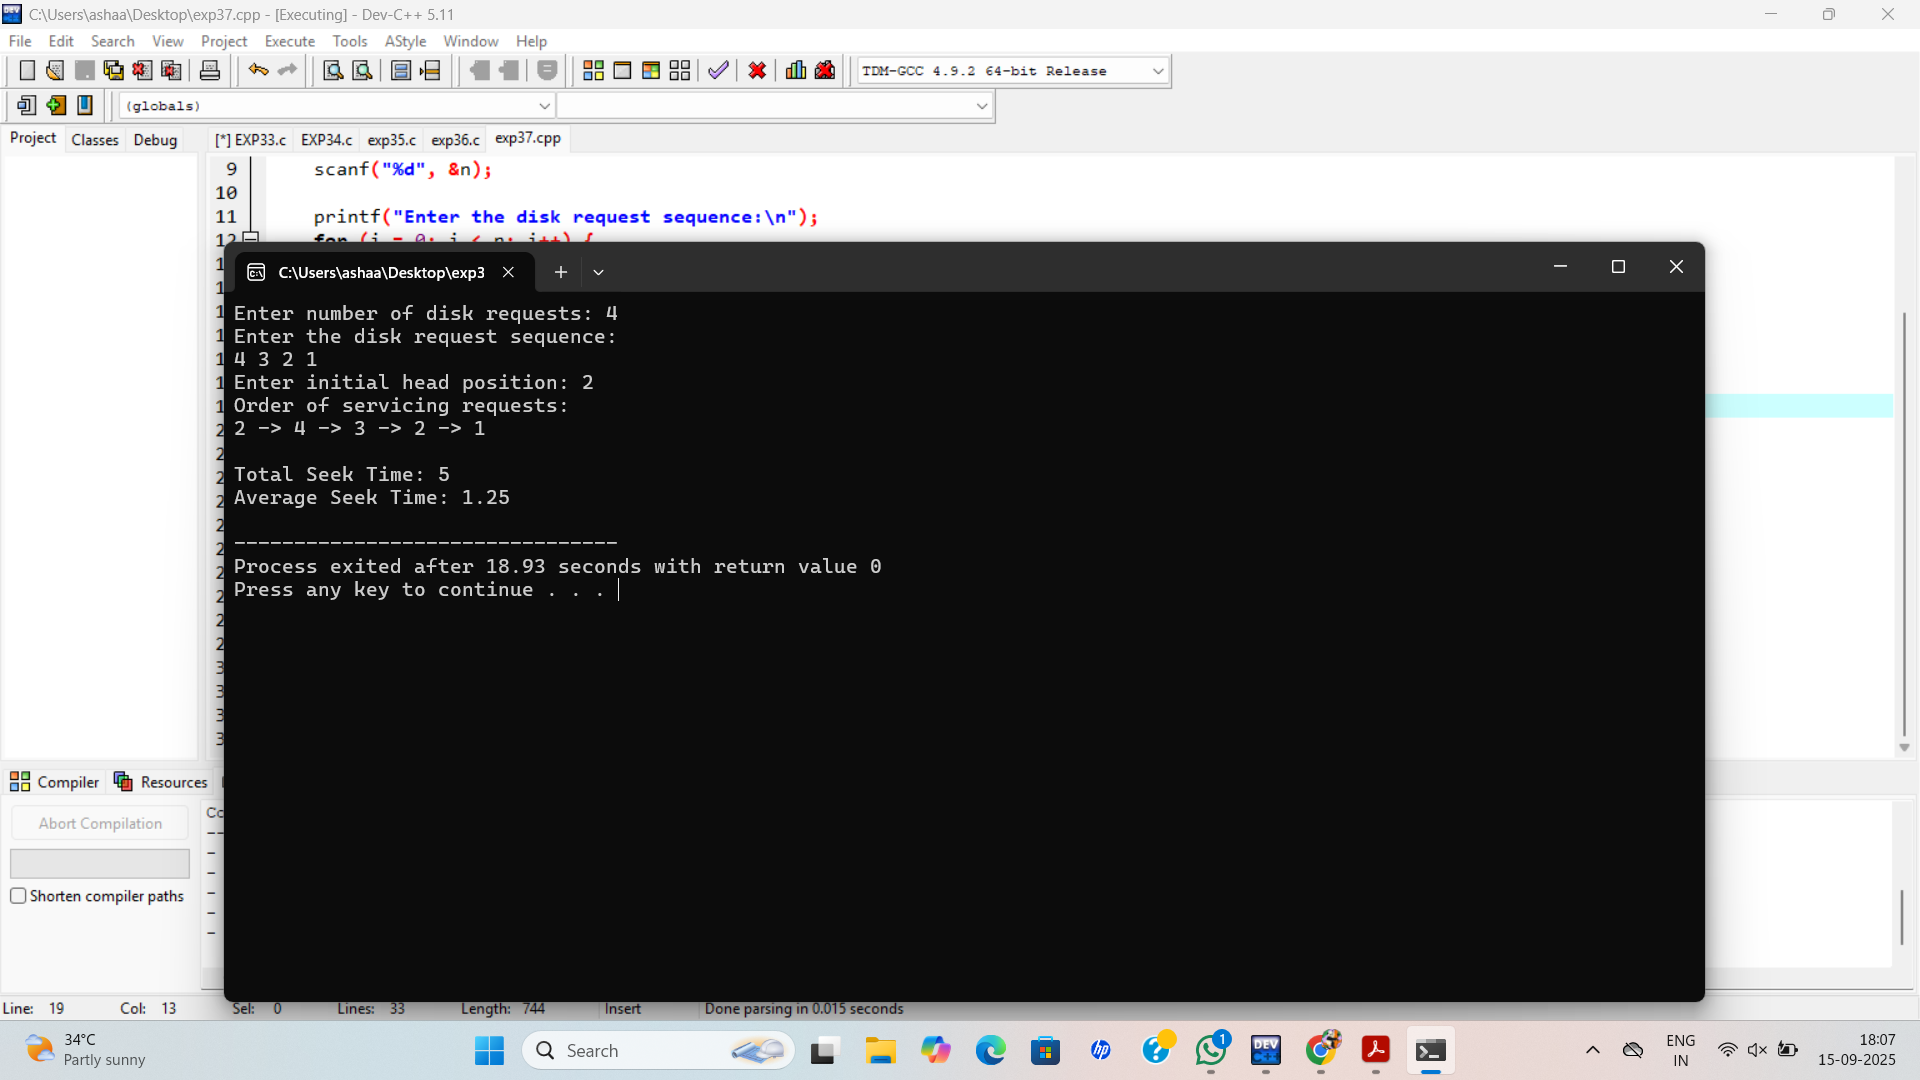 C:\Users\ashaa\Desktop\exp37.cpp - [Executing] - Dev-C++ 5.11
File Edit Search View Project Execute Tools AStyle Window Help
TDM-GCC 4.9.2 64-bit Release
(globals)
Project Classes Debug
[*] EXP33.c EXP34.c exp35.c exp36.c exp37.cpp
9 scanf("%d", &n);
10
11 printf("Enter the disk request sequence:\n");
12 for (i = 0; i < n; i++) {
C:\Users\ashaa\Desktop\exp3
Enter number of disk requests: 4
Enter the disk request sequence:
4 3 2 1
Enter initial head position: 2
Order of servicing requests:
2 -> 4 -> 3 -> 2 -> 1
Total Seek Time: 5
Average Seek Time: 1.25
--------------------------------
Process exited after 18.93 seconds with return value 0
Press any key to continue . . .
Compiler Resources
Abort Compilation
Shorten compiler paths
Line: 19 Col: 13 Sel: 0 Lines: 33 Length: 744 Insert Done parsing in 0.015 seconds
34°C
Partly sunny
Search
DEV
1
ENG
IN
18:07
15-09-2025